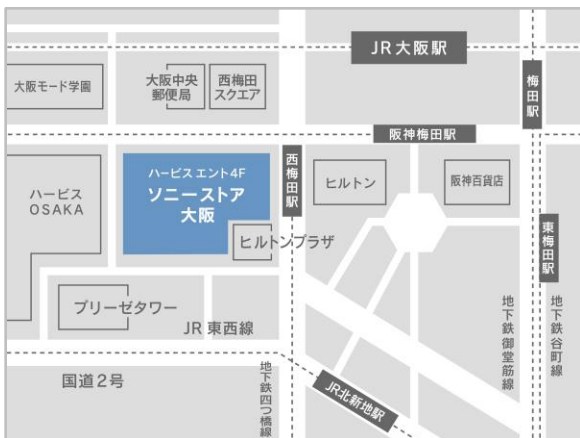 JR大阪駅
大阪モード学園
大阪中央
郵便局
西梅田
スクエア
梅田駅
阪神梅田駅
ハービス
OSAKA
ハービス エント4F
ソニーストア
大阪
西梅田駅
ヒルトン
阪神百貨店
ヒルトンプラザ
東梅田駅
ブリーゼタワー
JR 東西線
地下鉄御堂筋線
地下鉄谷町線
国道2号
地下鉄四つ橋線
JR北新地駅